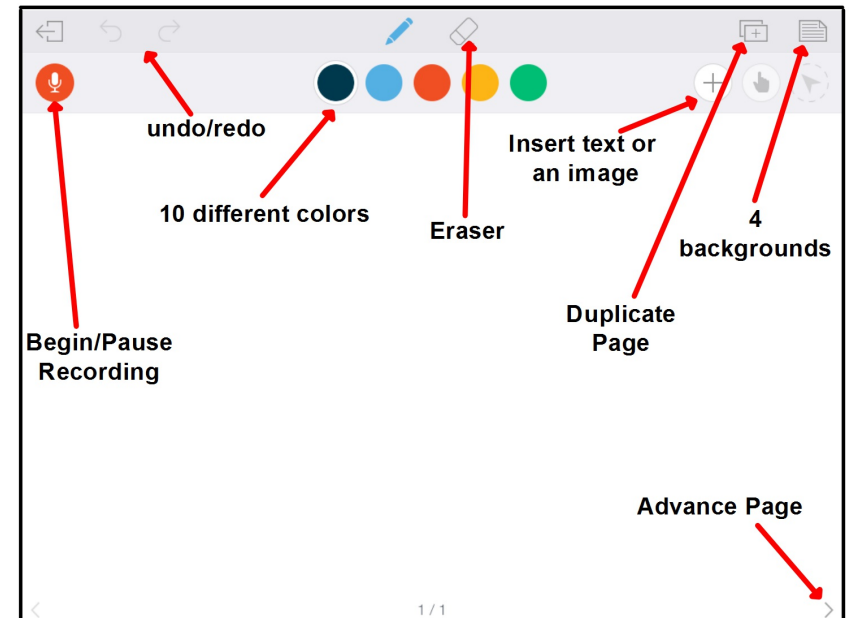 undo/redo
Insert text or
an image
10 different colors
Eraser
4
backgrounds
Duplicate
Page
Begin/Pause
Recording
Advance Page
1 / 1